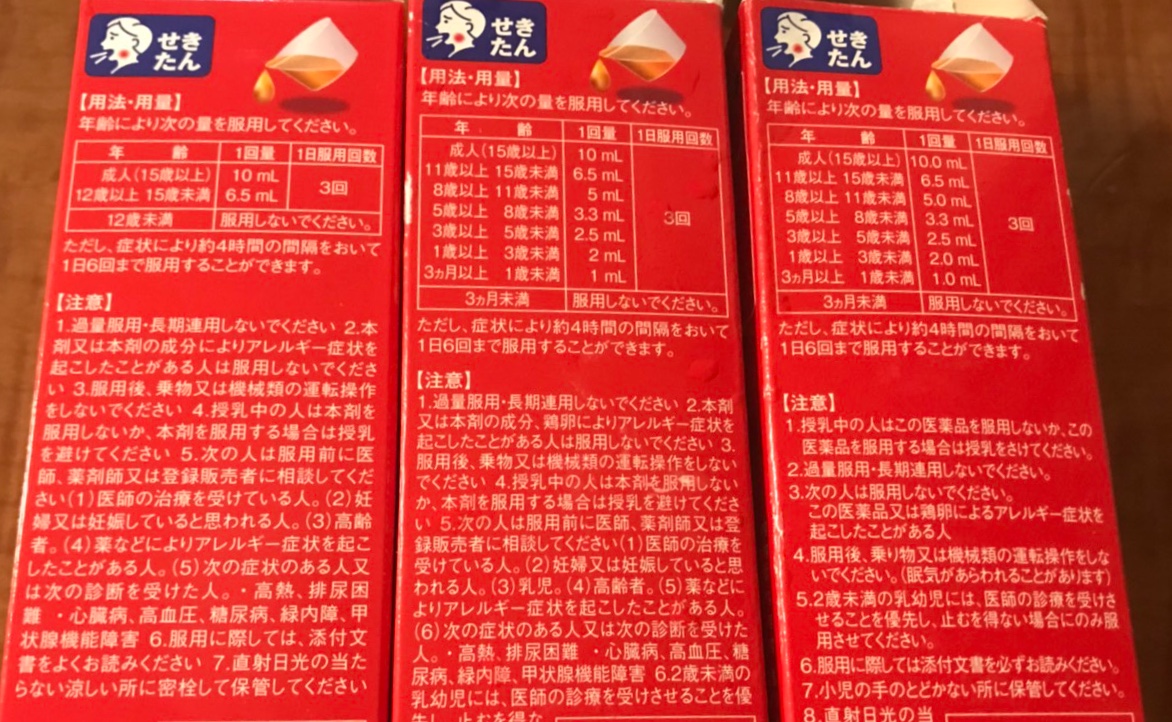 せき
たん
【用法・用量】
年齢により次の量を服用してください。
年 齢 1回量 1日服用回数
成人(15歳以上) 10 mL 3回
12歳以上 15歳未満 6.5 mL
12歳未満 服用しないでください。
ただし、症状により約4時間の間隔をおいて
1日6回まで服用することができます。
【注意】
1.過量服用・長期連用しないでください 2.本
剤又は本剤の成分によりアレルギー症状を
起こしたことがある人は服用しないでくださ
い 3.服用後、乗物又は機械類の運転操作
をしないでください 4.授乳中の人は本剤を
服用しないか、本剤を服用する場合は授乳
を避けてください 5.次の人は服用前に医
師、薬剤師又は登録販売者に相談してくだ
さい(1)医師の治療を受けている人。(2)妊
婦又は妊娠していると思われる人。(3)高齢
者。(4)薬などによりアレルギー症状を起こ
したことがある人。(5)次の症状のある人又
は次の診断を受けた人。・高熱、排尿困
難 ・心臓病、高血圧、糖尿病、緑内障、甲
状腺機能障害 6.服用に際しては、添付文
書をよくお読みください 7.直射日光の当た
らない涼しい所に密栓して保管してください
せき
たん
【用法・用量】
年齢により次の量を服用してください。
年 齢 1回量 1日服用回数
成人(15歳以上) 10 mL
11歳以上 15歳未満 6.5 mL
8歳以上 11歳未満 5 mL
5歳以上 8歳未満 3.3 mL 3回
3歳以上 5歳未満 2.5 mL
1歳以上 3歳未満 2 mL
3ヵ月以上 1歳未満 1 mL
3ヵ月未満 服用しないでください。
ただし、症状により約4時間の間隔をおいて
1日6回まで服用することができます。
【注意】
1.過量服用・長期連用しないでください 2.本剤
又は本剤の成分、鶏卵によりアレルギー症状を
起こしたことがある人は服用しないでください 3.
服用後、乗物又は機械類の運転操作をしない
でください 4.授乳中の人は本剤を服用しない
か、本剤を服用する場合は授乳を避けてくださ
い 5.次の人は服用前に医師、薬剤師又は登
録販売者に相談してください(1)医師の治療を
受けている人。(2)妊婦又は妊娠していると思
われる人。(3)乳児。(4)高齢者。(5)薬などに
よりアレルギー症状を起こしたことがある人。
(6)次の症状のある人又は次の診断を受けた
人。・高熱、排尿困難 ・心臓病、高血圧、糖
尿病、緑内障、甲状腺機能障害 6.2歳未満の
乳幼児には、医師の診療を受けさせることを優
先し、止むを得な
せき
たん
【用法・用量】
年齢により次の量を服用してください。
年 齢 1回量 1日服用回数
成人(15歳以上) 10.0 mL
11歳以上 15歳未満 6.5 mL
8歳以上 11歳未満 5.0 mL
5歳以上 8歳未満 3.3 mL 3回
3歳以上 5歳未満 2.5 mL
1歳以上 3歳未満 2.0 mL
3ヵ月以上 1歳未満 1.0 mL
3ヵ月未満 服用しないでください。
ただし、症状により約4時間の間隔をおいて
1日6回まで服用することができます。
【注意】
1.授乳中の人はこの医薬品を服用しないか、この
医薬品を服用する場合は授乳をさけてください。
2.過量服用・長期連用しないでください。
3.次の人は服用しないでください。
この医薬品又は鶏卵によるアレルギー症状を
起こしたことがある人
4.服用後、乗り物又は機械類の運転操作をしな
いでください。(眠気があらわれることがあります)
5.2歳未満の乳幼児には、医師の診療を受けさ
せることを優先し、止むを得ない場合にのみ服
用させてください。
6.服用に際しては添付文書を必ずお読みください。
7.小児の手のとどかない所に保管してください。
8.直射日光の当